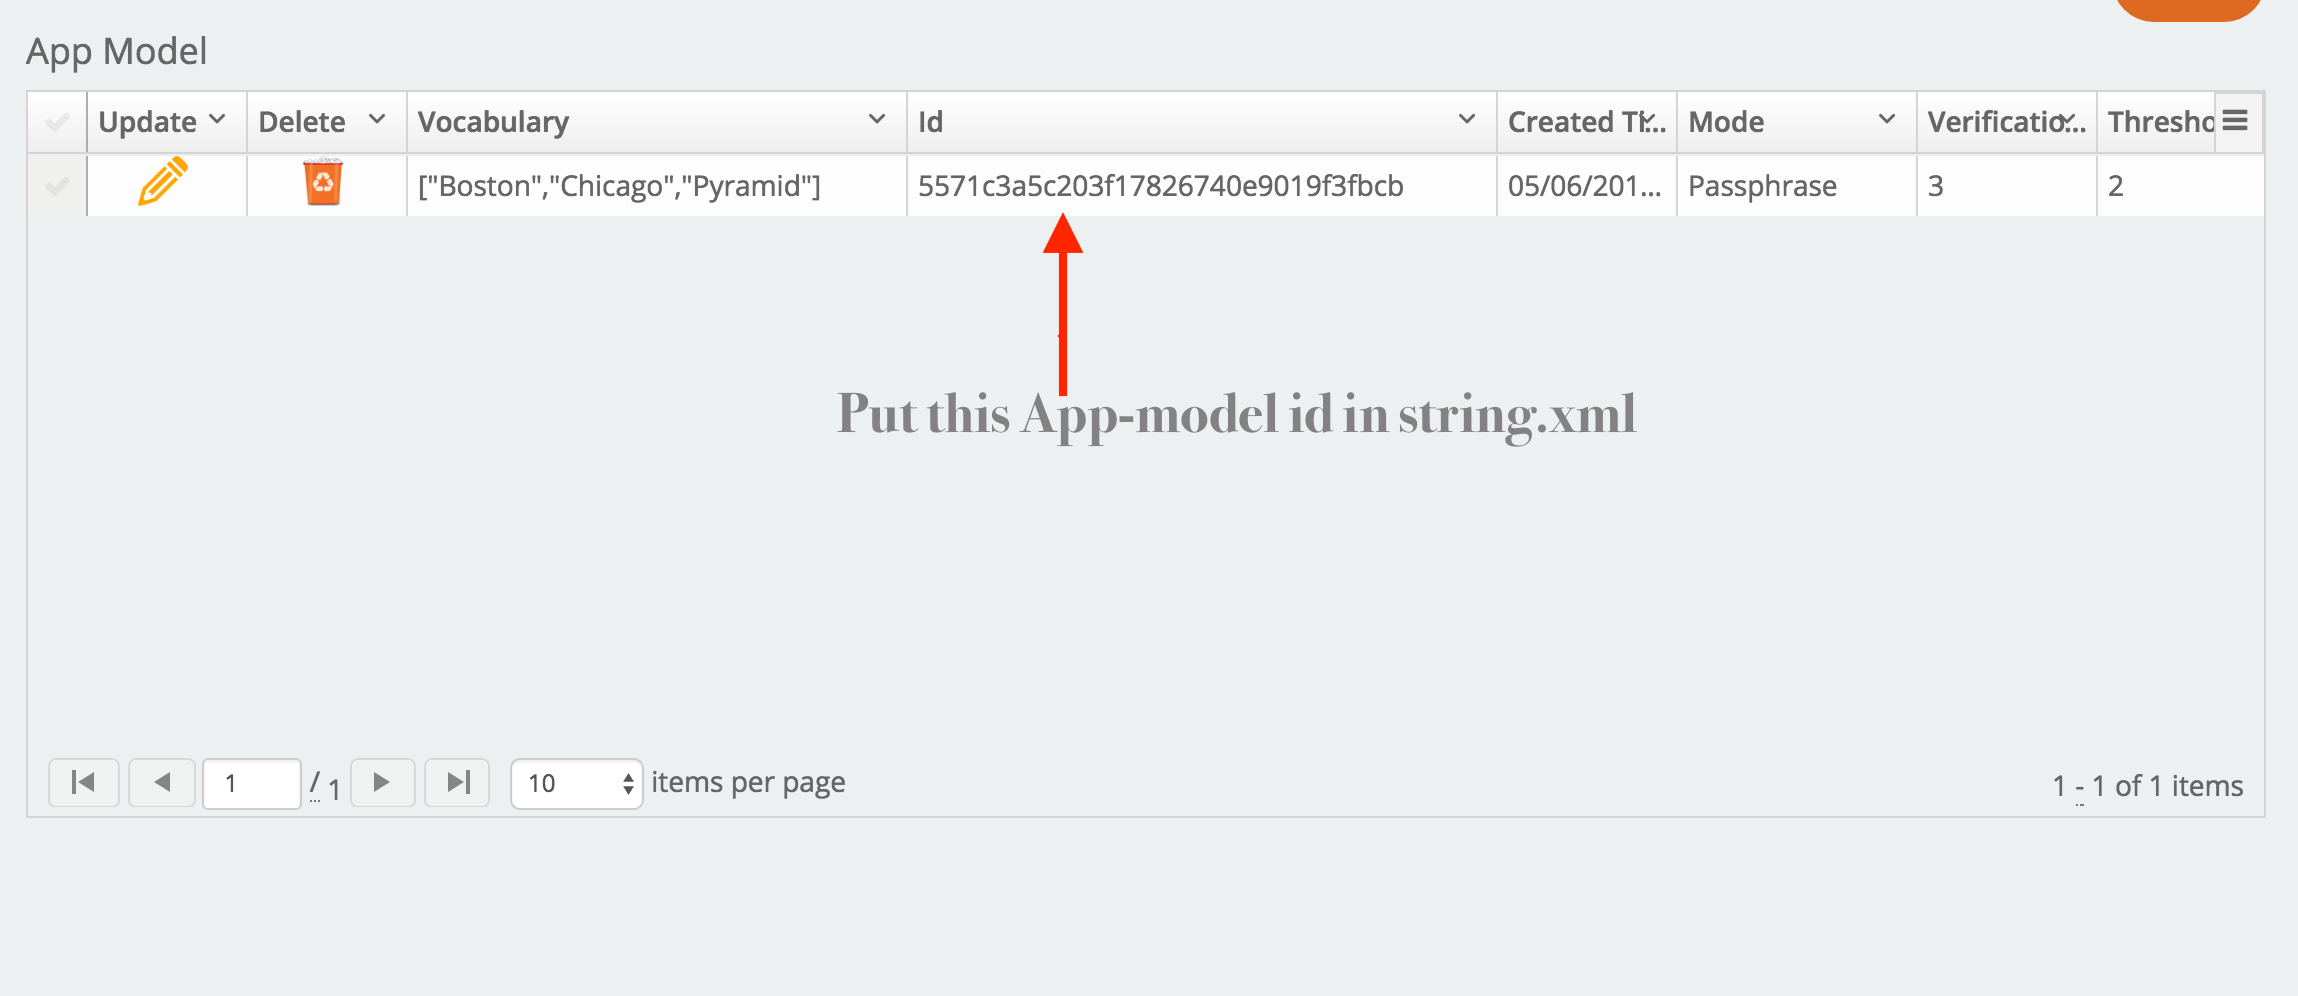 App Model
Update Delete Vocabulary Id Created Ti... Mode Verificatio... Thresho
["Boston","Chicago","Pyramid"] 5571c3a5c203f17826740e9019f3fbcb 05/06/201... Passphrase 3 2
Put this App-model id in string.xml
1 / 1 10 items per page 1 - 1 of 1 items